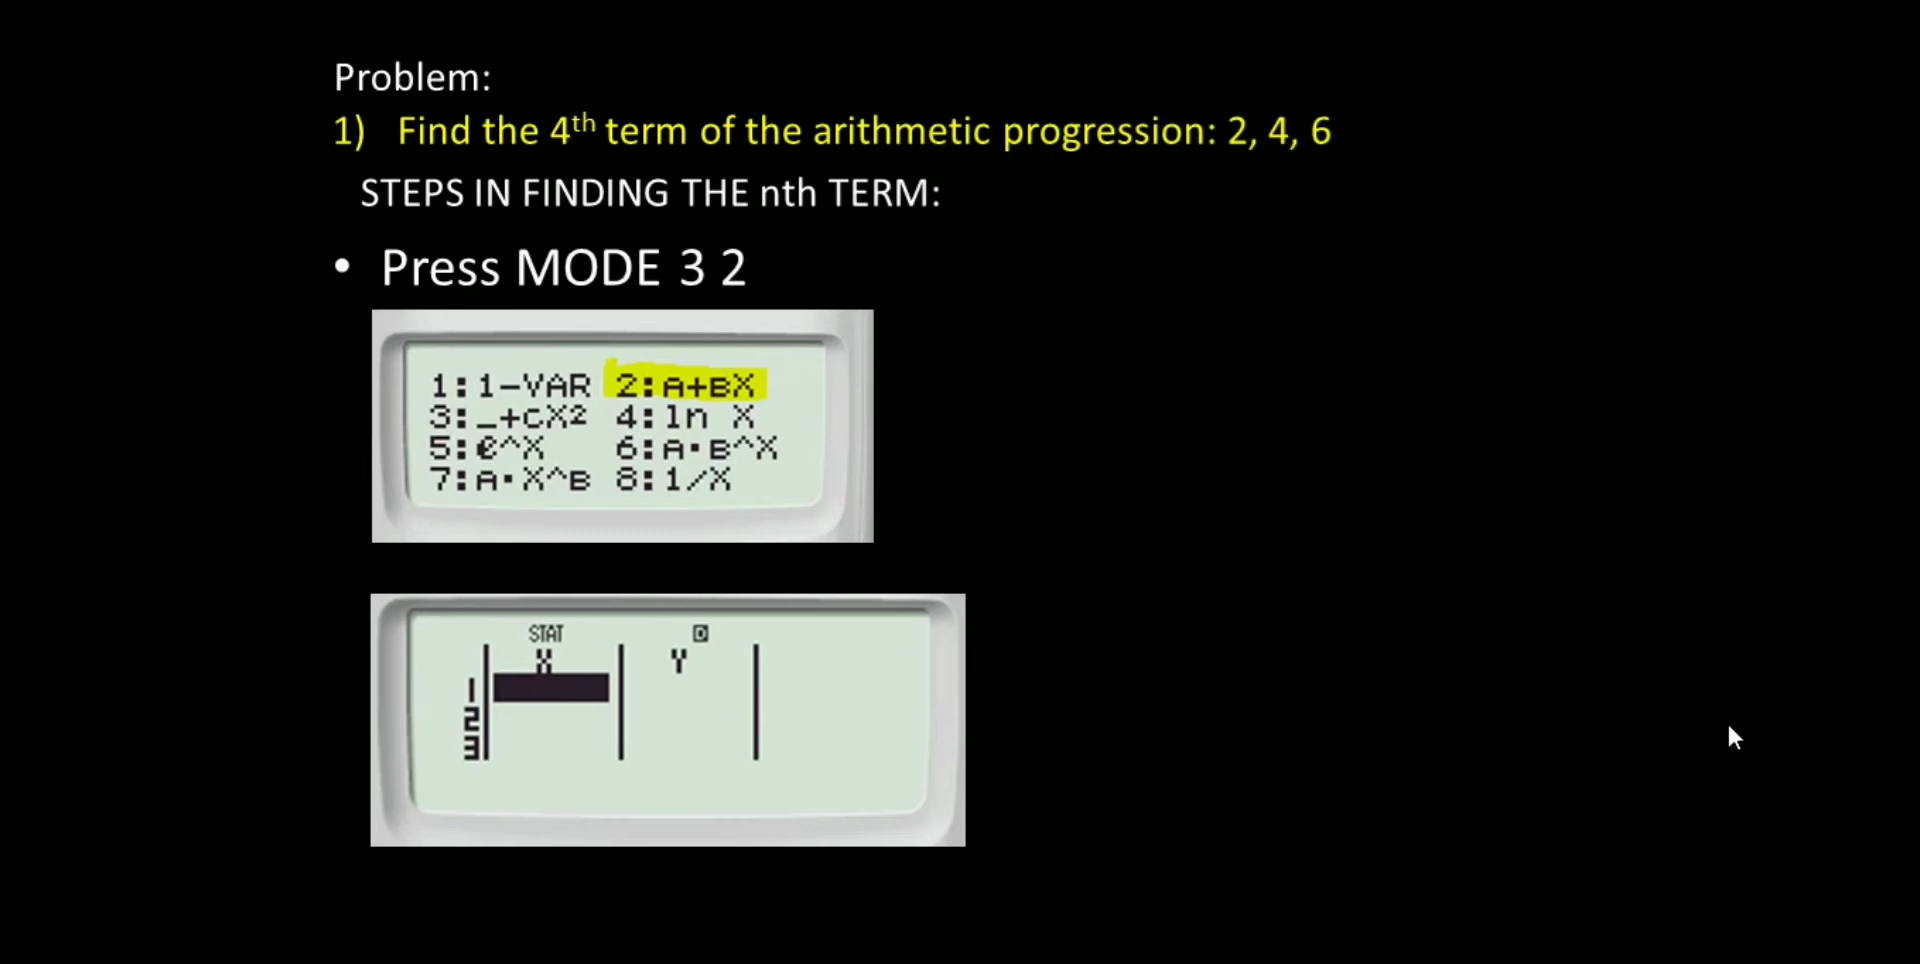 Problem:
1) Find the 4th term of the arithmetic progression: 2, 4, 6
STEPS IN FINDING THE nth TERM:
• Press MODE 3 2
1:1-VAR 2:A+BX
3:_+CX2 4:ln X
5:e^X 6:A·B^X
7:A·X^B 8:1/X
STAT D
X Y
1
2
3